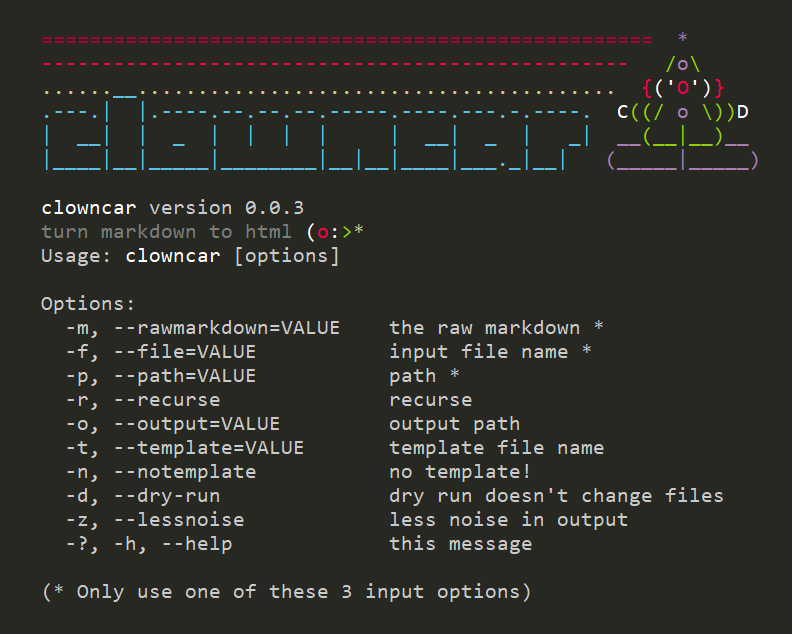 =================================================== *
------------------------------------------------- /o\
......__........................................ {('O')}
.---.|  |.----.--.--.--.-----.----.---.-.----. C((/ o \))D
|  __|  |  _  |  |  |  |     |  __|  _  |   _| __(__|__)__
|____|__|_____|________|__|__|____|___._|__| (_____|_____)
clowncar version 0.0.3
turn markdown to html (o:>*
Usage: clowncar [options]
Options:
-m, --rawmarkdown=VALUE the raw markdown *
-f, --file=VALUE input file name *
-p, --path=VALUE path *
-r, --recurse recurse
-o, --output=VALUE output path
-t, --template=VALUE template file name
-n, --notemplate no template!
-d, --dry-run dry run doesn't change files
-z, --lessnoise less noise in output
-?, -h, --help this message
(* Only use one of these 3 input options)